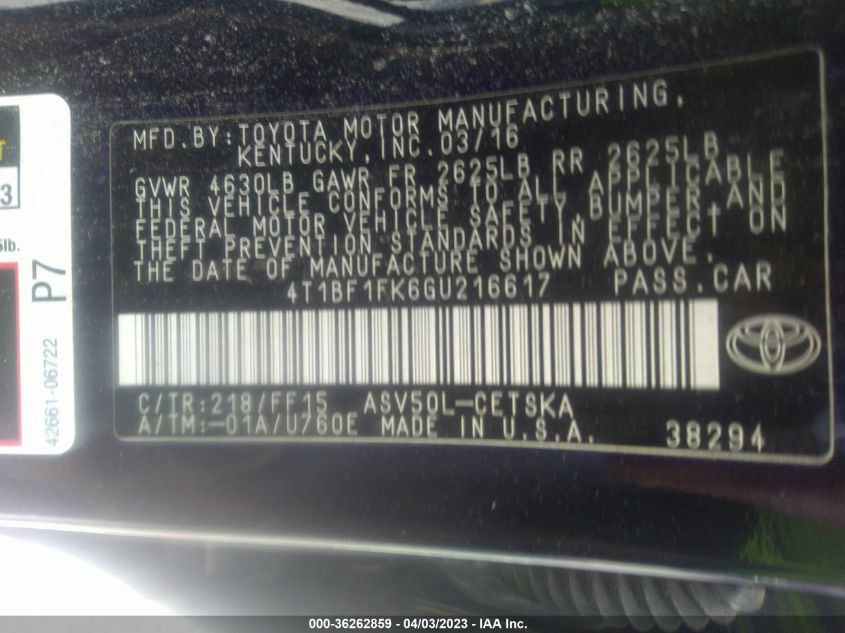 MFD.BY:TOYOTA MOTOR MANUFACTURING,
KENTUCKY, INC. 03/16
GVWR 4630LB GAWR FR 2625LB RR 2625LB
THIS VEHICLE CONFORMS TO ALL APPLICABLE
FEDERAL MOTOR VEHICLE SAFETY, BUMPER, AND
THEFT PREVENTION STANDARDS IN EFFECT ON
THE DATE OF MANUFACTURE SHOWN ABOVE.
4T1BF1FK6GU216617 PASS.CAR
C/TR:218/FF15 ASV50L-CETSKA
A/TM:-01A/U760E MADE IN U.S.A. 38294
3
lb.
P7
42661-06722
000-36262859 - 04/03/2023 - IAA Inc.